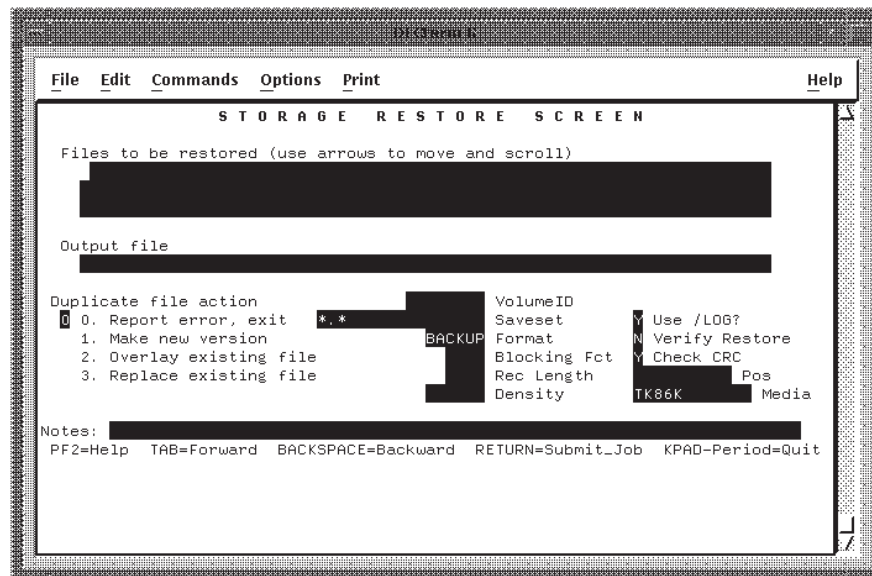 File Edit Commands Options Print Help
STORAGE RESTORE SCREEN
Files to be restored (use arrows to move and scroll)
Output file
Duplicate file action VolumeID
0 0. Report error, exit *.* Saveset Y Use /LOG?
1. Make new version BACKUP Format N Verify Restore
2. Overlay existing file Blocking Fct Y Check CRC
3. Replace existing file Rec Length Pos
Density TK86K Media
Notes:
PF2=Help TAB=Forward BACKSPACE=Backward RETURN=Submit_Job KPAD-Period=Quit